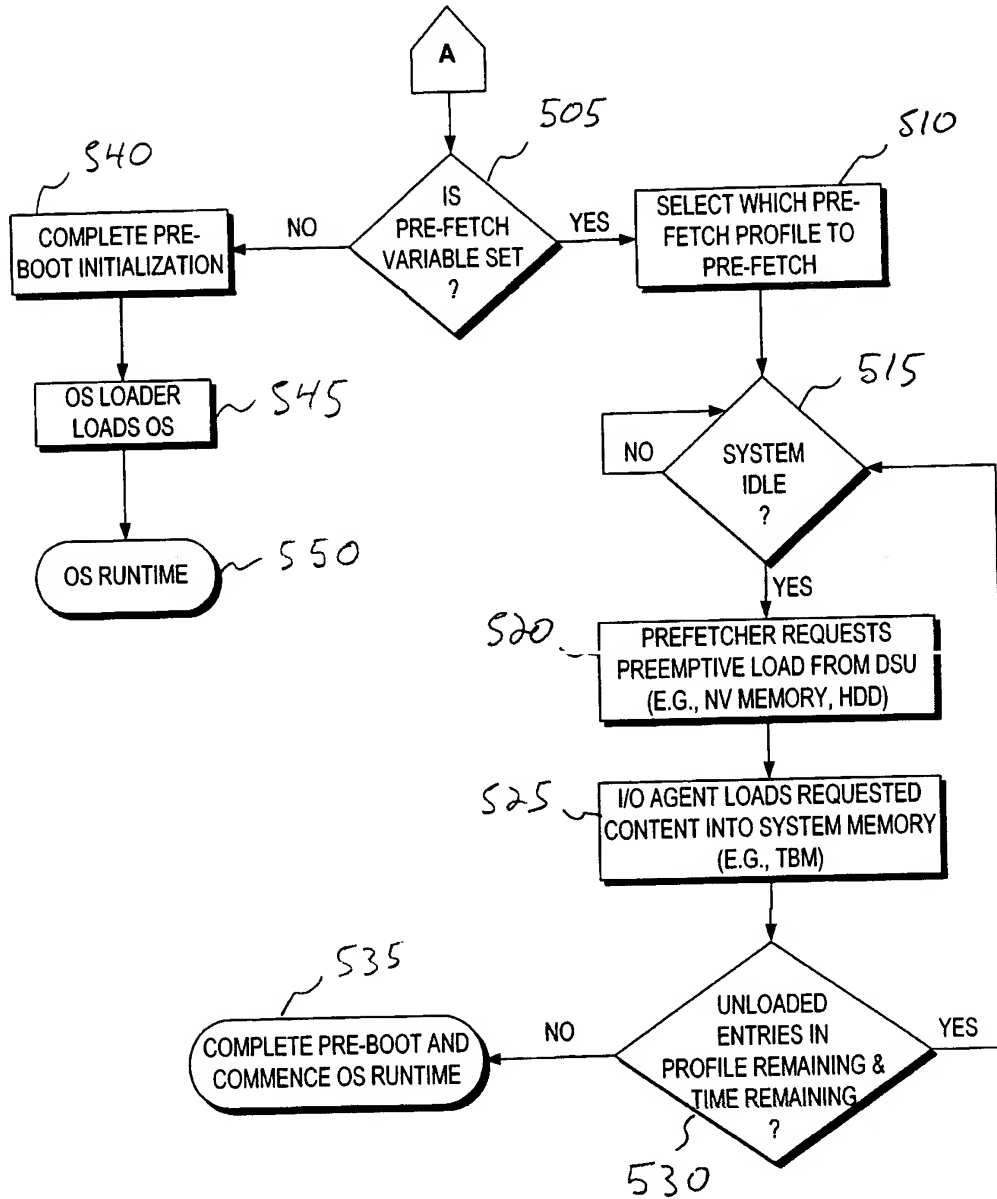 A
505
IS
PRE-FETCH
VARIABLE SET
?
NO
YES
540
COMPLETE PRE-
BOOT INITIALIZATION
545
OS LOADER
LOADS OS
550
OS RUNTIME
510
SELECT WHICH PRE-
FETCH PROFILE TO
PRE-FETCH
515
SYSTEM
IDLE
?
NO
YES
520
PREFETCHER REQUESTS
PREEMPTIVE LOAD FROM DSU
(E.G., NV MEMORY, HDD)
525
I/O AGENT LOADS REQUESTED
CONTENT INTO SYSTEM MEMORY
(E.G., TBM)
UNLOADED
ENTRIES IN
PROFILE REMAINING &
TIME REMAINING
?
530
YES
NO
535
COMPLETE PRE-BOOT AND
COMMENCE OS RUNTIME